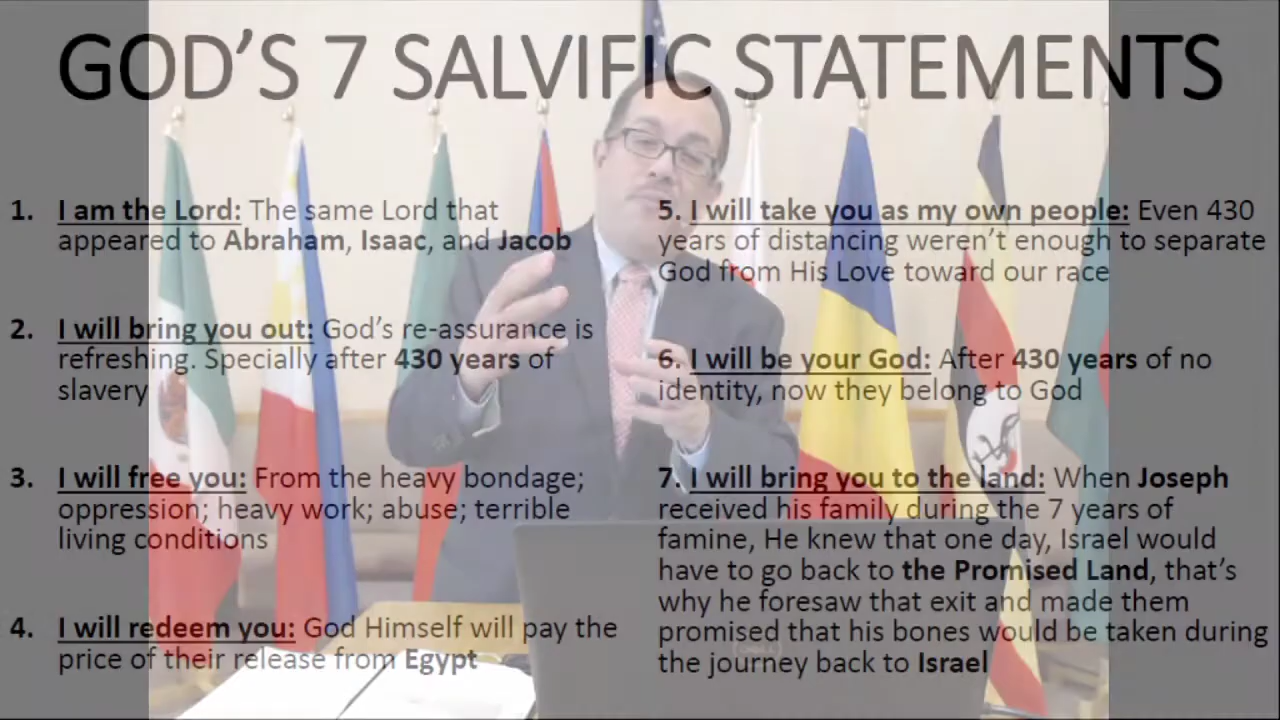 GOD'S 7 SALVIFIC STATEMENTS
1. I am the Lord: The same Lord that
appeared to Abraham, Isaac, and Jacob
2. I will bring you out: God's re-assurance is
refreshing. Specially after 430 years of
slavery
3. I will free you: From the heavy bondage;
oppression; heavy work; abuse; terrible
living conditions
4. I will redeem you: God Himself will pay the
price of their release from Egypt
5. I will take you as my own people: Even 430
years of distancing weren't enough to separate
God from His Love toward our race
6. I will be your God: After 430 years of no
identity, now they belong to God
7. I will bring you to the land: When Joseph
received his family during the 7 years of
famine, He knew that one day, Israel would
have to go back to the Promised Land, that's
why he foresaw that exit and made them
promised that his bones would be taken during
the journey back to Israel